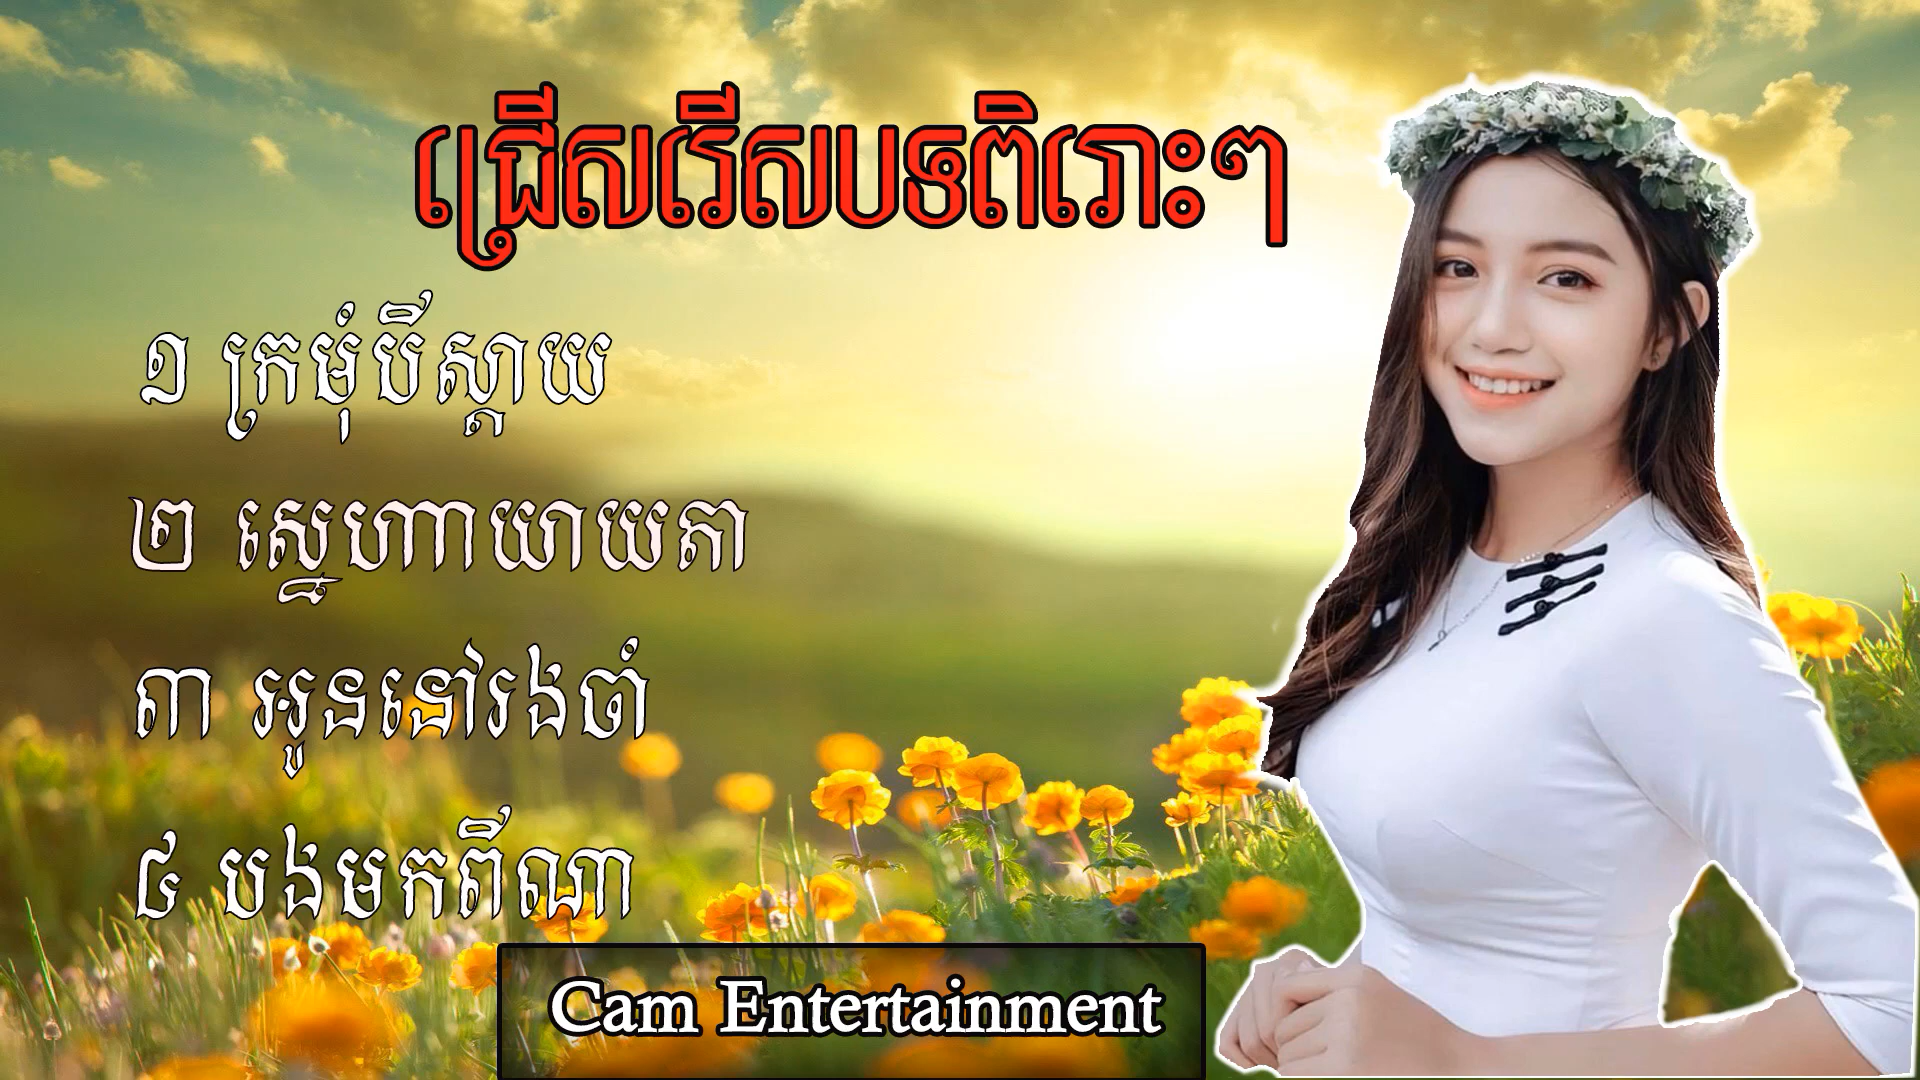 ជ្រើសរើសបទពិរោះៗ
១ ក្រមុំបីស្តាយ
២ ស្នេហាយាយតា
៣ អូននៅរងចាំ
៤ បងមកពីណា
Cam Entertainment